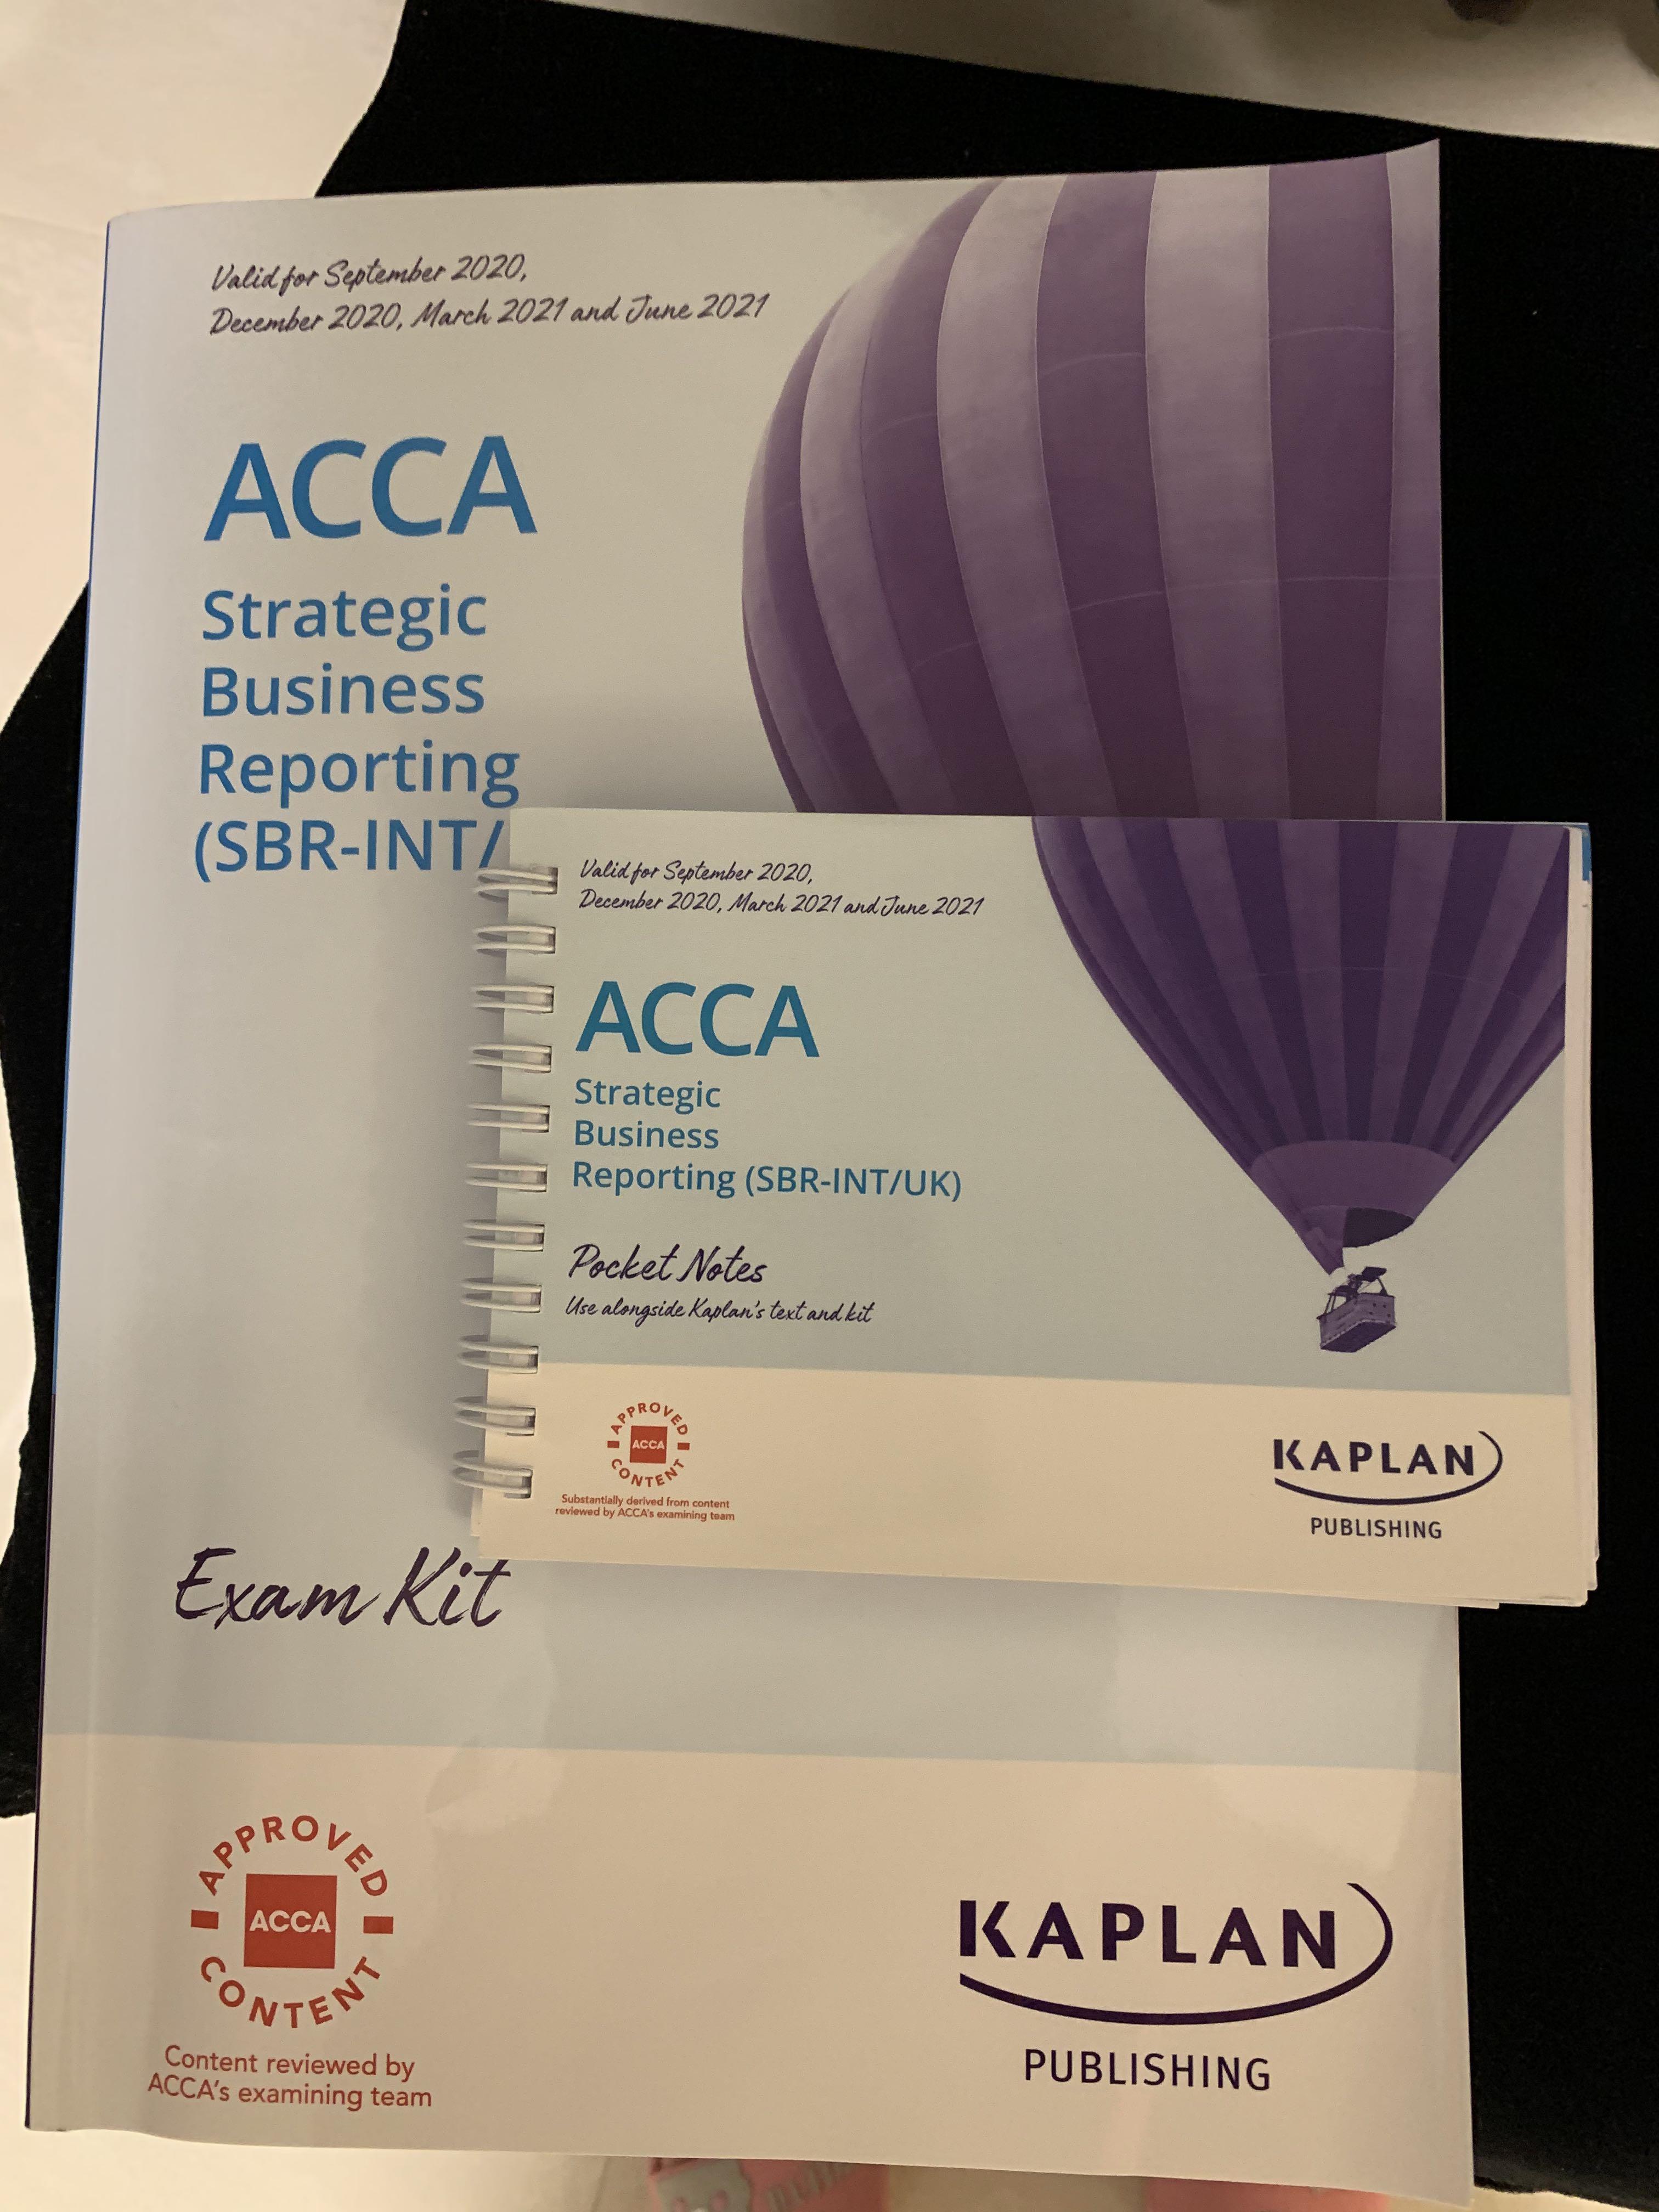 Valid for September 2020,
December 2020, March 2021 and June 2021
ACCA
Strategic
Business
Reporting
(SBR-INT/
Exam Kit
APPROVED
ACCA
CONTENT
Content reviewed by
ACCA's examining team
KAPLAN
PUBLISHING
Valid for September 2020,
December 2020, March 2021 and June 2021
ACCA
Strategic
Business
Reporting (SBR-INT/UK)
Pocket Notes
Use alongside Kaplan's text and kit
APPROVED
ACCA
CONTENT
Substantially derived from content
reviewed by ACCA's examining team
KAPLAN
PUBLISHING